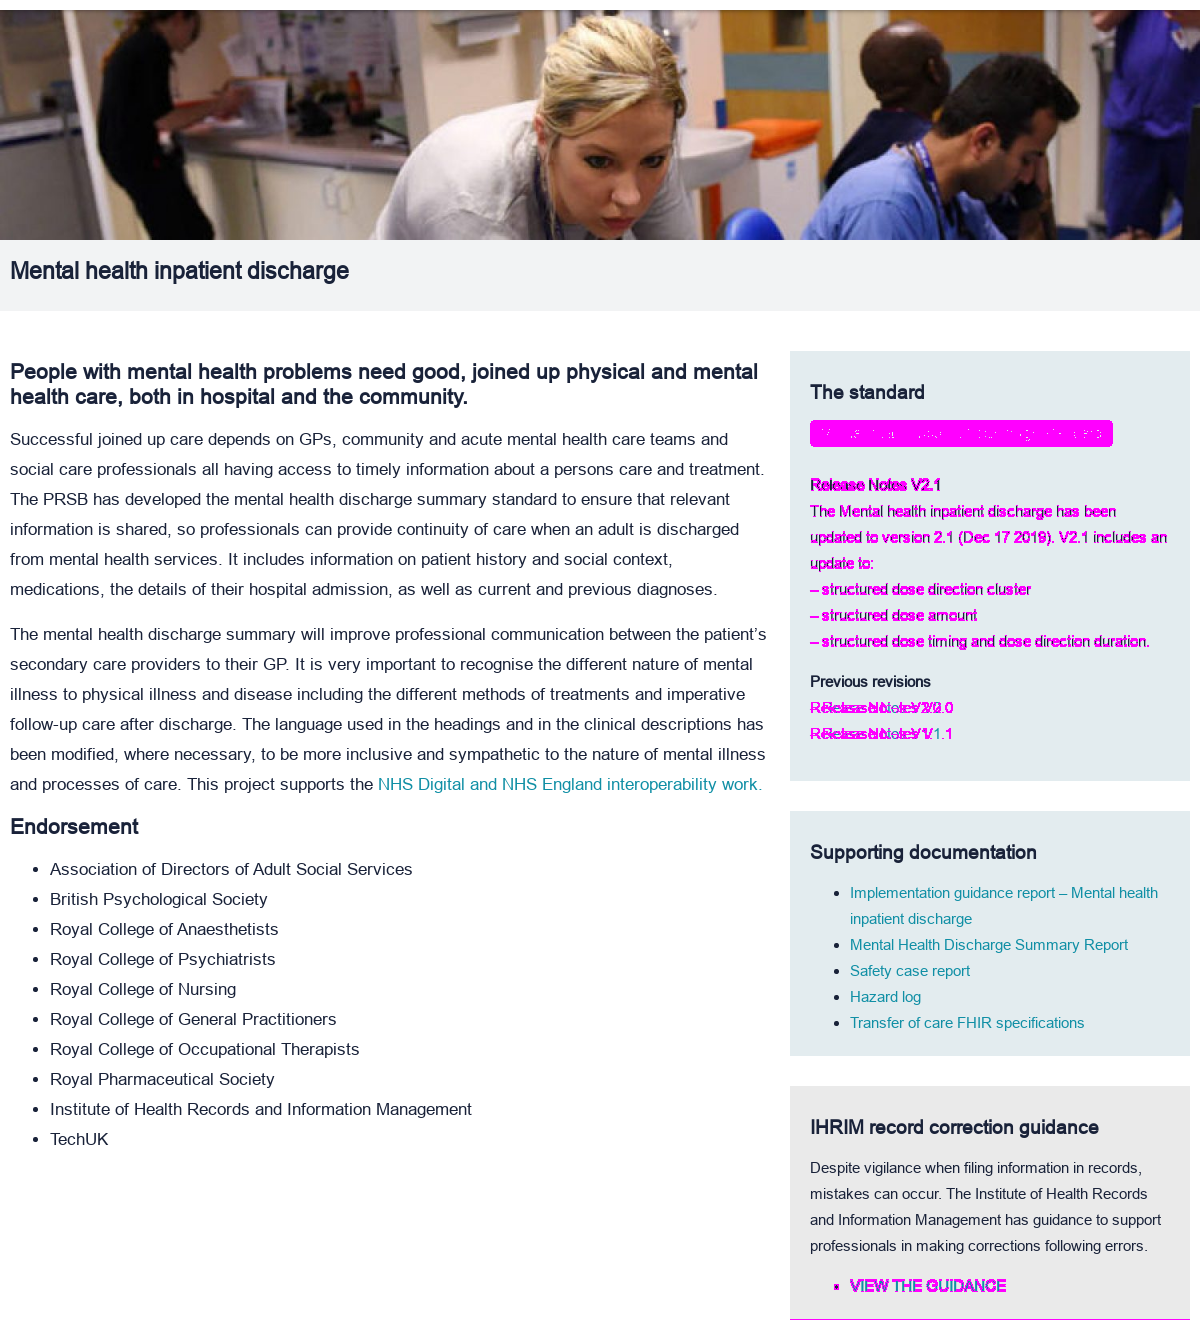 Mental health inpatient discharge
People with mental health problems need good, joined up physical and mental
health care, both in hospital and the community.
Successful joined up care depends on GPs, community and acute mental health care teams and
social care professionals all having access to timely information about a persons care and treatment.
The PRSB has developed the mental health discharge summary standard to ensure that relevant
information is shared, so professionals can provide continuity of care when an adult is discharged
from mental health services. It includes information on patient history and social context,
medications, the details of their hospital admission, as well as current and previous diagnoses.
The mental health discharge summary will improve professional communication between the patient’s
secondary care providers to their GP. It is very important to recognise the different nature of mental
illness to physical illness and disease including the different methods of treatments and imperative
follow-up care after discharge. The language used in the headings and in the clinical descriptions has
been modified, where necessary, to be more inclusive and sympathetic to the nature of mental illness
and processes of care. This project supports the NHS Digital and NHS England interoperability work.
Endorsement
• Association of Directors of Adult Social Services
• British Psychological Society
• Royal College of Anaesthetists
• Royal College of Psychiatrists
• Royal College of Nursing
• Royal College of General Practitioners
• Royal College of Occupational Therapists
• Royal Pharmaceutical Society
• Institute of Health Records and Information Management
• TechUK
The standard
Release Notes V2.1
The Mental health inpatient discharge has been
updated to version 2.1 (Dec 17 2019). V2.1 includes an
update to:
– structured dose direction cluster
– structured dose amount
– structured dose timing and dose direction duration.
Previous revisions
Release Notes
Release Notes
Supporting documentation
• Implementation guidance report – Mental health
inpatient discharge
• Mental Health Discharge Summary Report
• Safety case report
• Hazard log
• Transfer of care FHIR specifications
IHRIM record correction guidance
Despite vigilance when filing information in records,
mistakes can occur. The Institute of Health Records
and Information Management has guidance to support
professionals in making corrections following errors.
• VIEW THE GUIDANCE